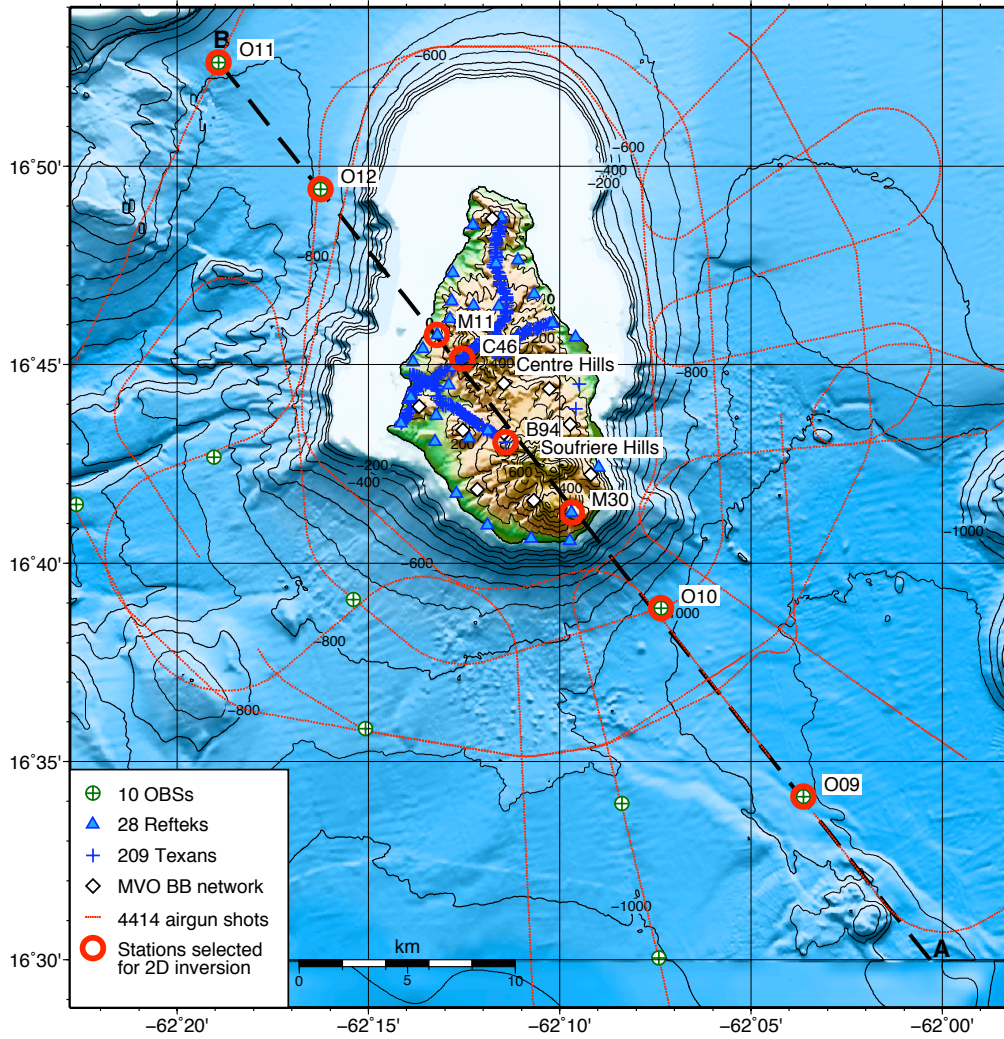 B
O11
−600
16˚50'
O12
−600
−400
−200
−800
M11
C46
−200
16˚45'
Centre Hills
−800
B94
Soufriere Hills
−200
−400
600
400
M30
−1000
16˚40'
−600
O10
−1000
−800
−800
16˚35'
O09
10 OBSs
28 Refteks
209 Texans
MVO BB network
4414 airgun shots
Stations selected
for 2D inversion
km
0
10
−1000
A
16˚30'
−62˚20'
−62˚15'
−62˚10'
−62˚05'
−62˚00'